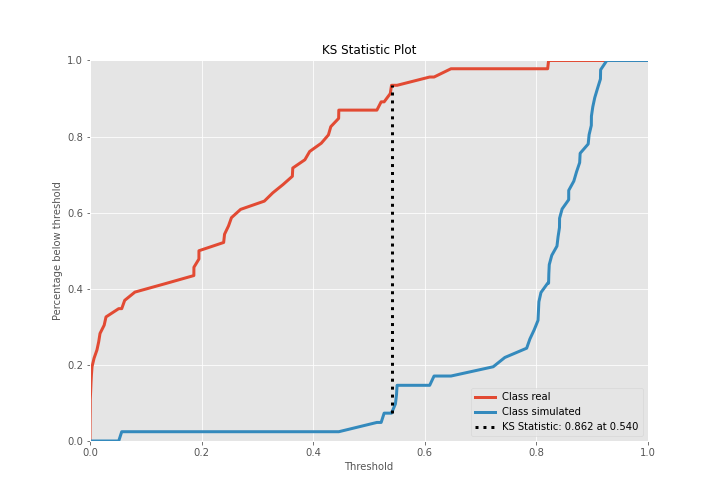 KS Statistic Plot
1.0
0.8
0.6
0.4
0.2
0.0
Percentage below threshold
Class real
Class simulated
KS Statistic: 0.862 at 0.540
0.0 0.2 0.4 0.6 0.8 1.0
Threshold